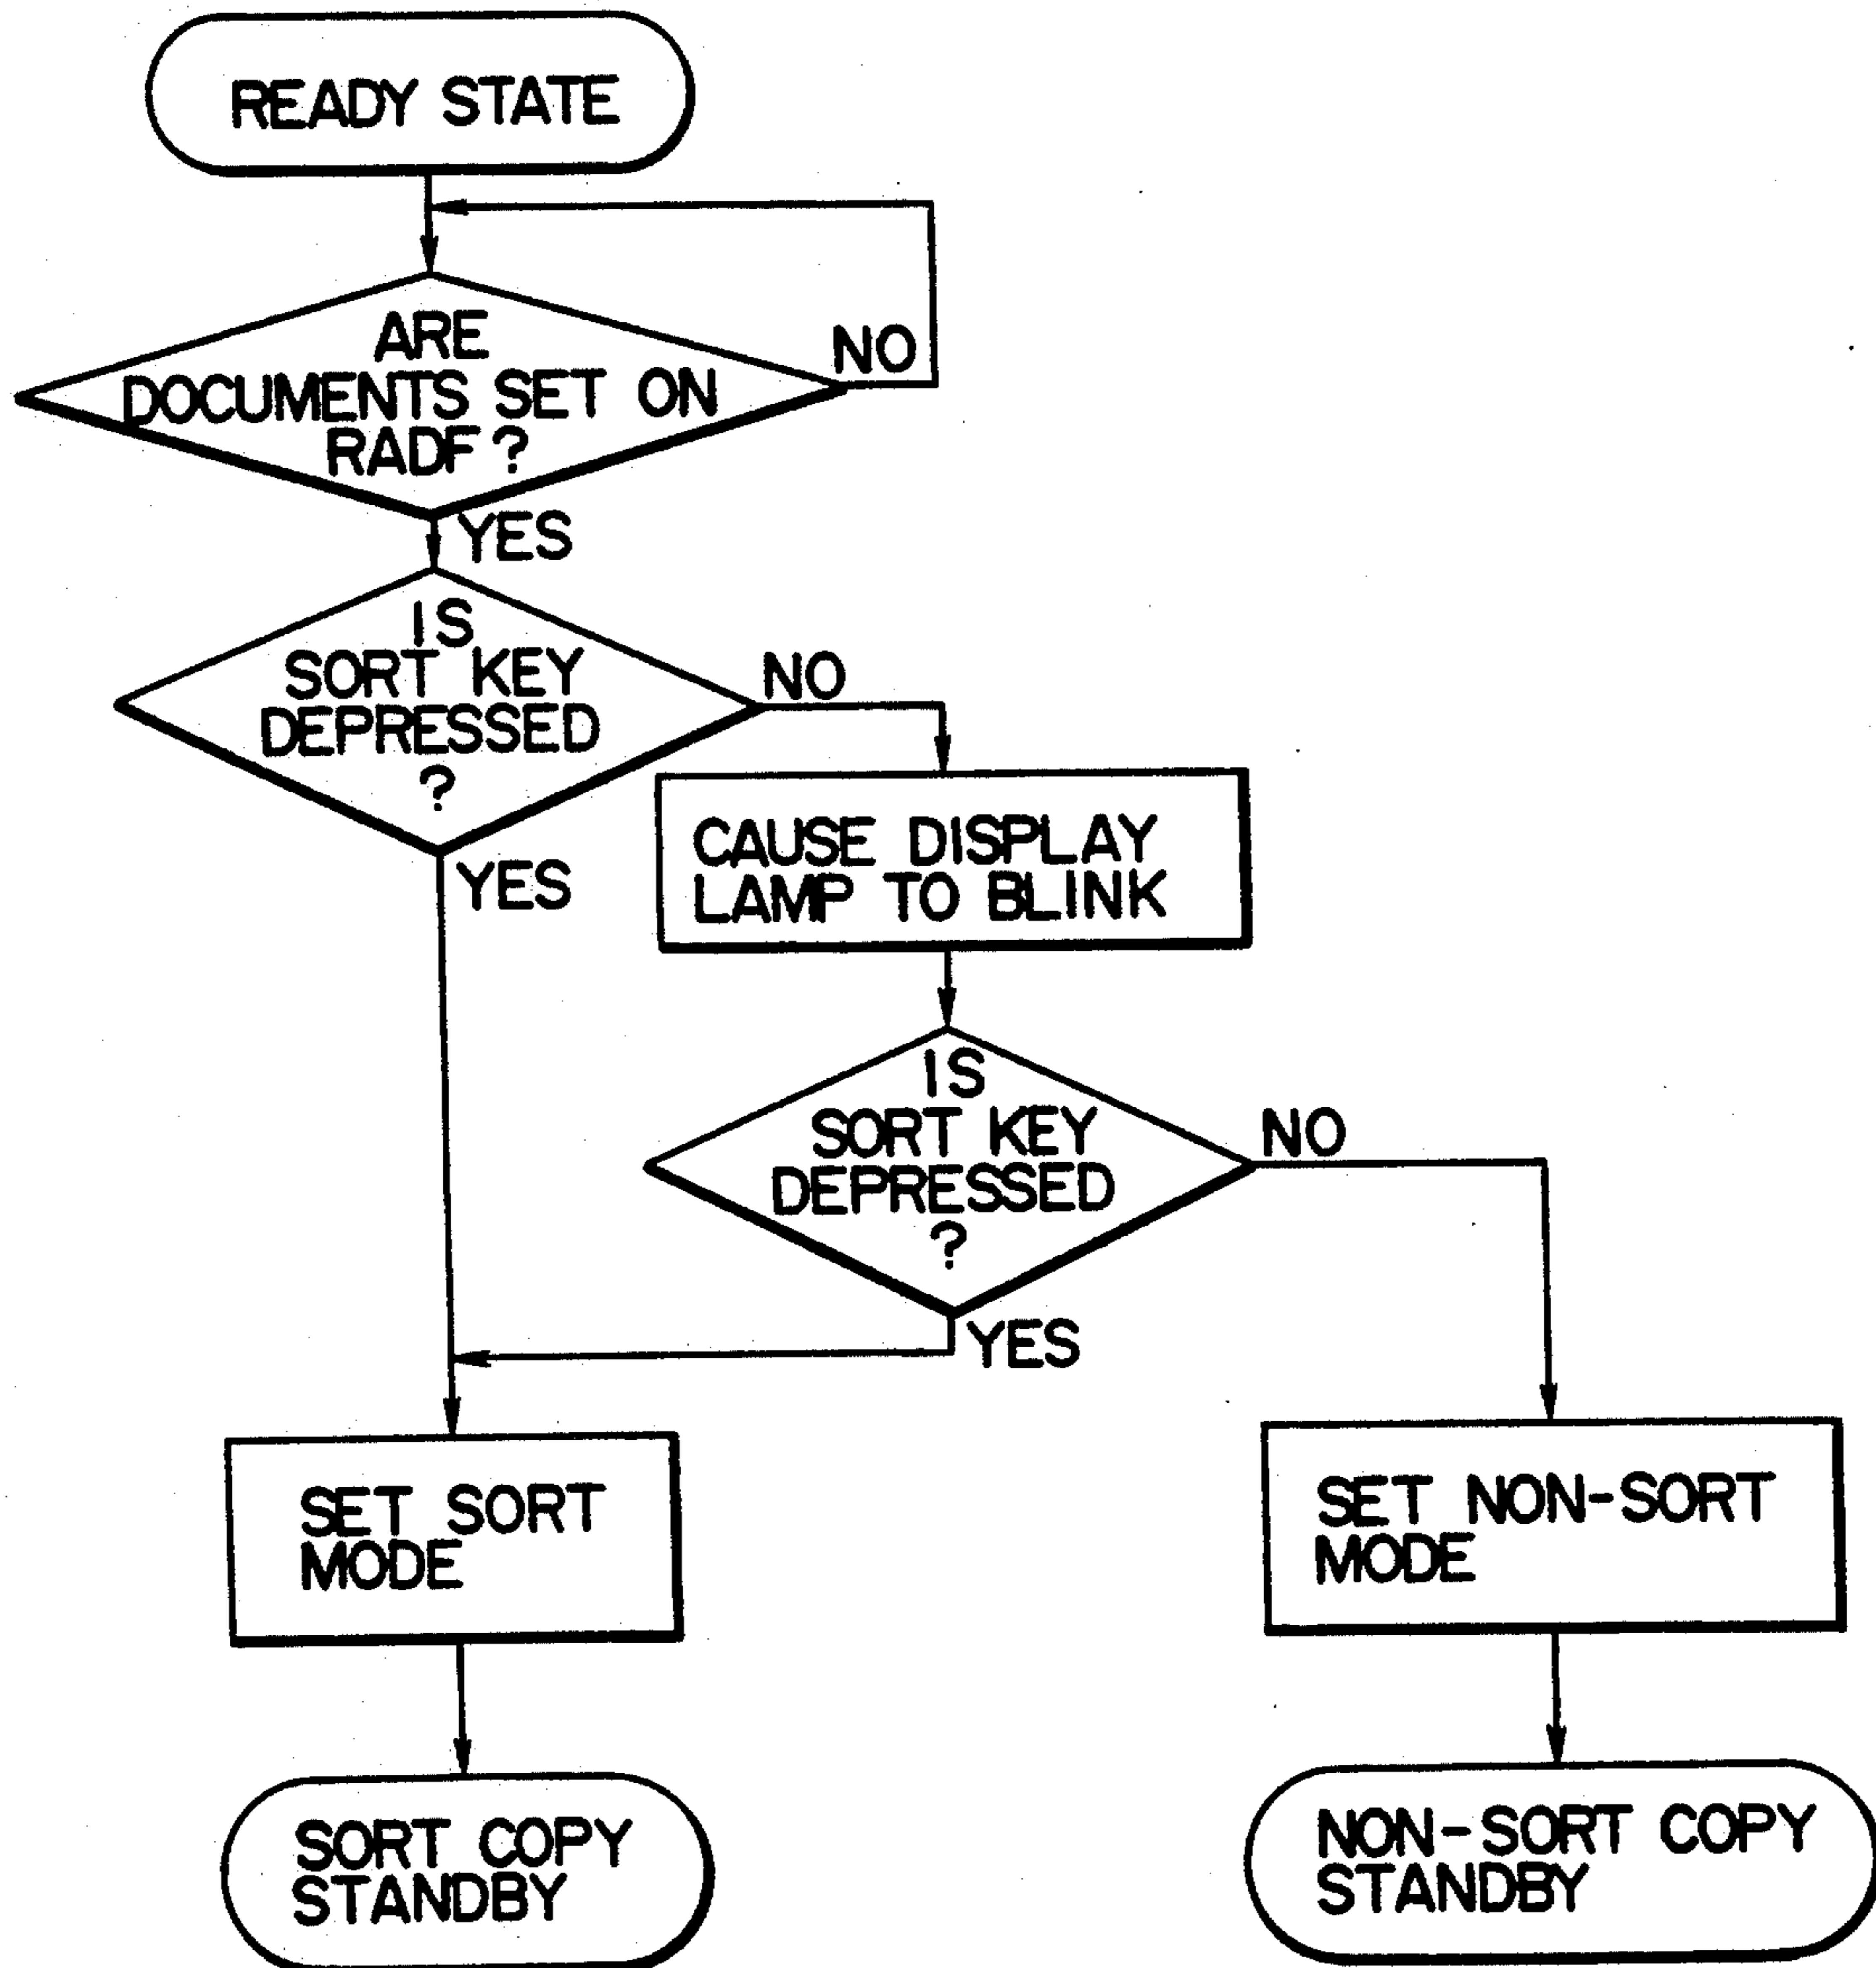 READY STATE
ARE
DOCUMENTS SET ON
RADF?
NO
YES
IS
SORT KEY
DEPRESSED
?
NO
YES
CAUSE DISPLAY
LAMP TO BLINK
IS
SORT KEY
DEPRESSED
?
NO
YES
SET SORT
MODE
SET NON-SORT
MODE
SORT COPY
STANDBY
NON-SORT COPY
STANDBY